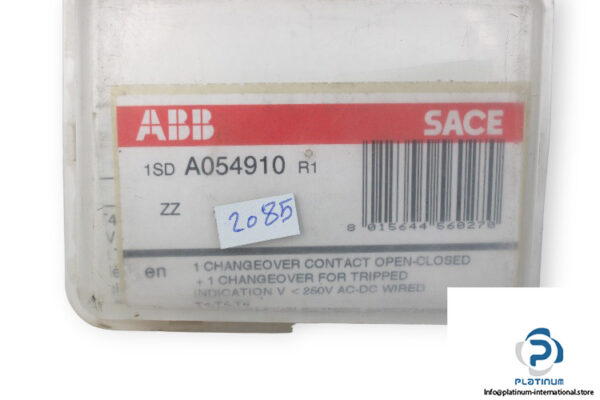 ABB SACE
1SD A054910 R1
ZZ
2085
8 015644 560270
en 1 CHANGEOVER CONTACT OPEN-CLOSED
+ 1 CHANGEOVER FOR TRIPPED
INDICATION V < 250V AC-DC WIRED
PLATINUM
Info@platinum-international.store